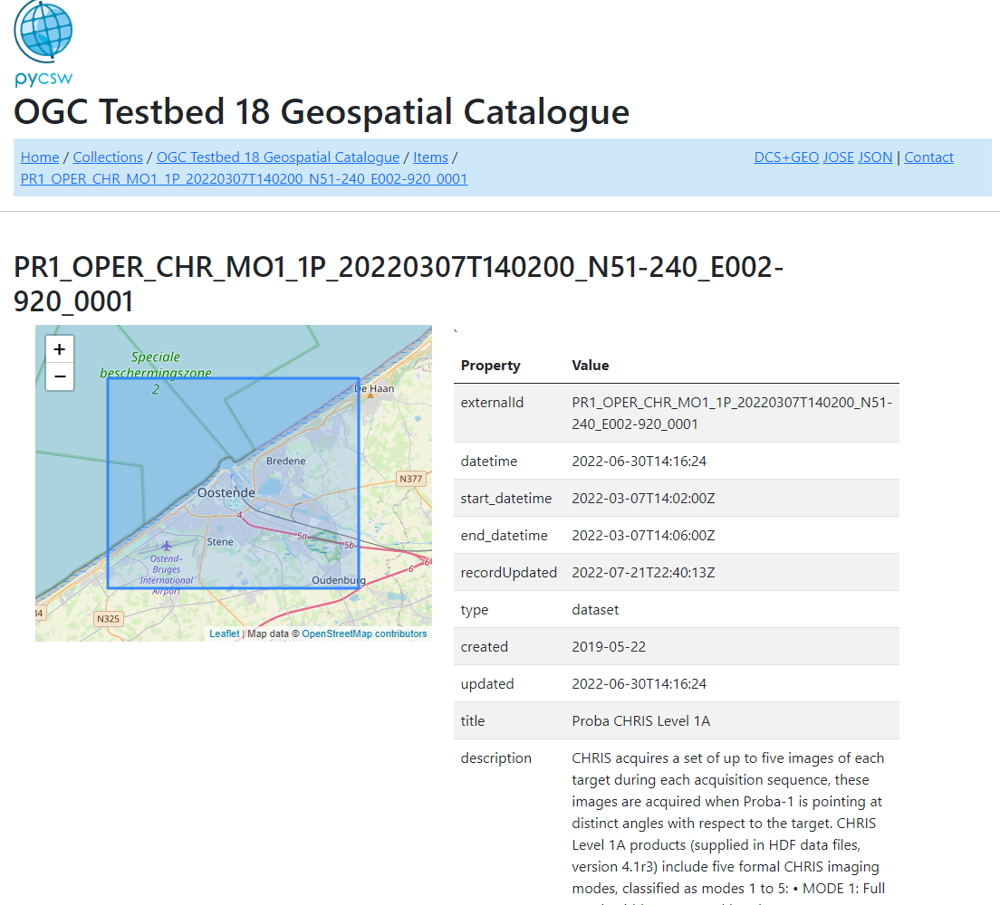 pycsw
OGC Testbed 18 Geospatial Catalogue
Home / Collections / OGC Testbed 18 Geospatial Catalogue / Items /
PR1_OPER_CHR_MO1_1P_20220307T140200_N51-240_E002-920_0001
DCS+GEO JOSE JSON | Contact
PR1_OPER_CHR_MO1_1P_20220307T140200_N51-240_E002-
920_0001
+
−
Speciale
beschermingszone
2
De Haan
Bredene
N377
Oostende
4
5a
5b
Stene
6
6
Ostend-
Bruges
International
Airport
Oudenburg
34
N325
Leaflet | Map data © OpenStreetMap contributors
`
Property Value
externalId PR1_OPER_CHR_MO1_1P_20220307T140200_N51-
240_E002-920_0001
datetime 2022-06-30T14:16:24
start_datetime 2022-03-07T14:02:00Z
end_datetime 2022-03-07T14:06:00Z
recordUpdated 2022-07-21T22:40:13Z
type dataset
created 2019-05-22
updated 2022-06-30T14:16:24
title Proba CHRIS Level 1A
description CHRIS acquires a set of up to five images of each
target during each acquisition sequence, these
images are acquired when Proba-1 is pointing at
distinct angles with respect to the target. CHRIS
Level 1A products (supplied in HDF data files,
version 4.1r3) include five formal CHRIS imaging
modes, classified as modes 1 to 5: • MODE 1: Full